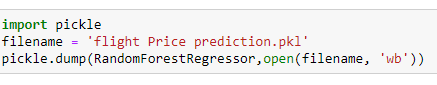 import pickle
filename = 'flight Price prediction.pkl'
pickle.dump(RandomForestRegressor,open(filename, 'wb'))